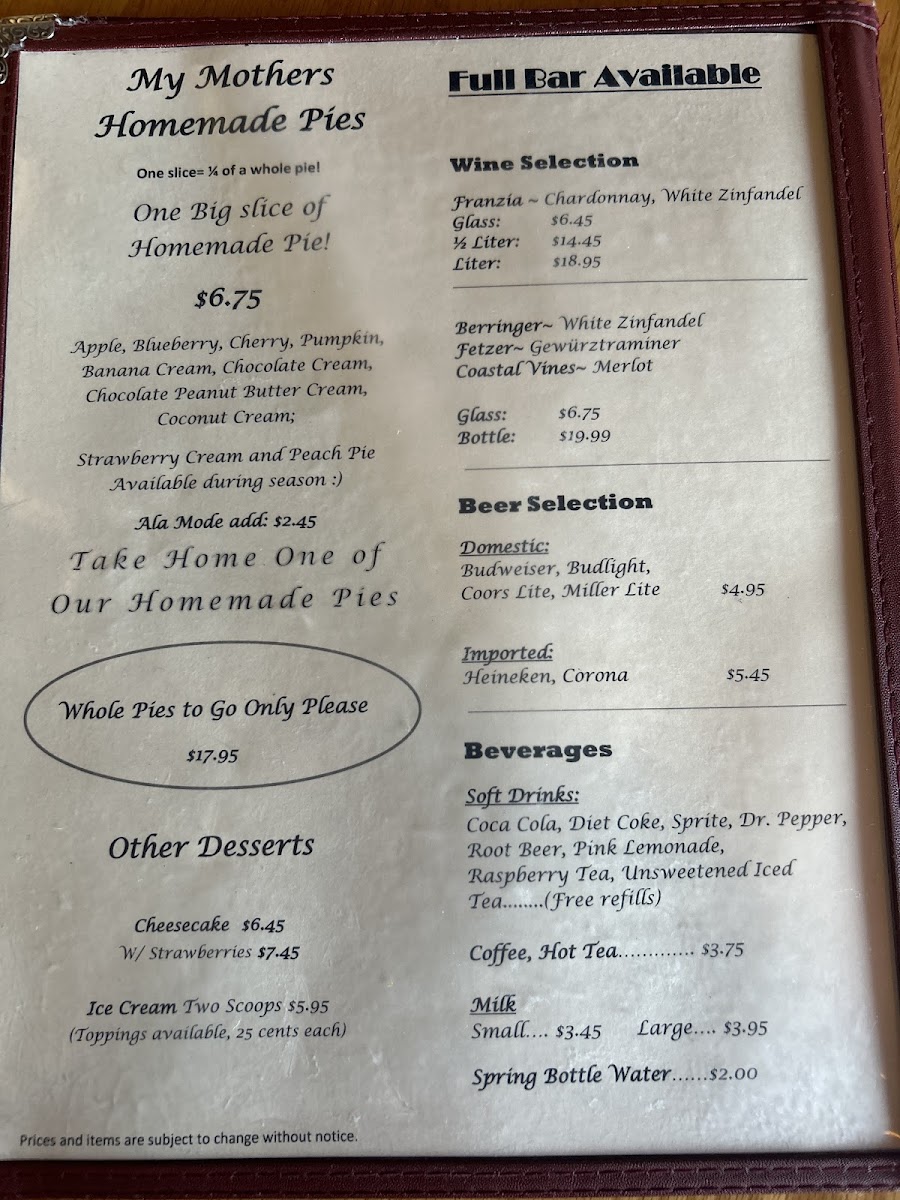 My Mothers
Homemade Pies
One slice= ¼ of a whole pie!
One Big slice of
Homemade Pie!
$6.75
Apple, Blueberry, Cherry, Pumpkin,
Banana Cream, Chocolate Cream,
Chocolate Peanut Butter Cream,
Coconut Cream;
Strawberry Cream and Peach Pie
Available during season :)
Ala Mode add: $2.45
Take Home One of
Our Homemade Pies
Whole Pies to Go Only Please
$17.95
Other Desserts
Cheesecake $6.45
W/ Strawberries $7.45
Ice Cream Two Scoops $5.95
(Toppings available, 25 cents each)
Prices and items are subject to change without notice.
Full Bar Available
Wine Selection
Franzia ~ Chardonnay, White Zinfandel
Glass: $6.45
½ Liter: $14.45
Liter: $18.95
Berringer~ White Zinfandel
Fetzer~ Gewürztraminer
Coastal Vines~ Merlot
Glass: $6.75
Bottle: $19.99
Beer Selection
Domestic:
Budweiser, Budlight,
Coors Lite, Miller Lite $4.95
Imported:
Heineken, Corona $5.45
Beverages
Soft Drinks:
Coca Cola, Diet Coke, Sprite, Dr. Pepper,
Root Beer, Pink Lemonade,
Raspberry Tea, Unsweetened Iced
Tea........(Free refills)
Coffee, Hot Tea............. $3.75
Milk
Small.... $3.45 Large.... $3.95
Spring Bottle Water......$2.00